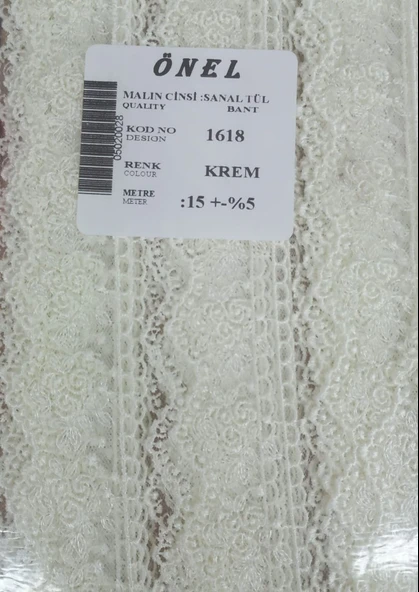 ÖNEL
MALIN CİNSİ :SANAL TÜL
QUALITY BANT
KOD NO 1618
DESIGN
RENK KREM
COLOUR
METRE :15 +-%5
METER
05020028